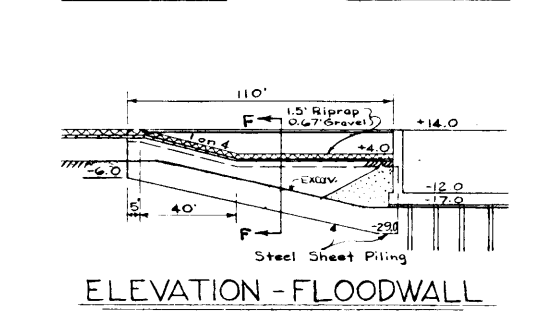 110'
F
1.5' Riprap
0.67' Gravel
+14.0
1 on 4
+4.0
-6.0
EXCAV.
-12.0
-17.0
5'
40'
F
-29.0
Steel Sheet Piling
ELEVATION - FLOODWALL